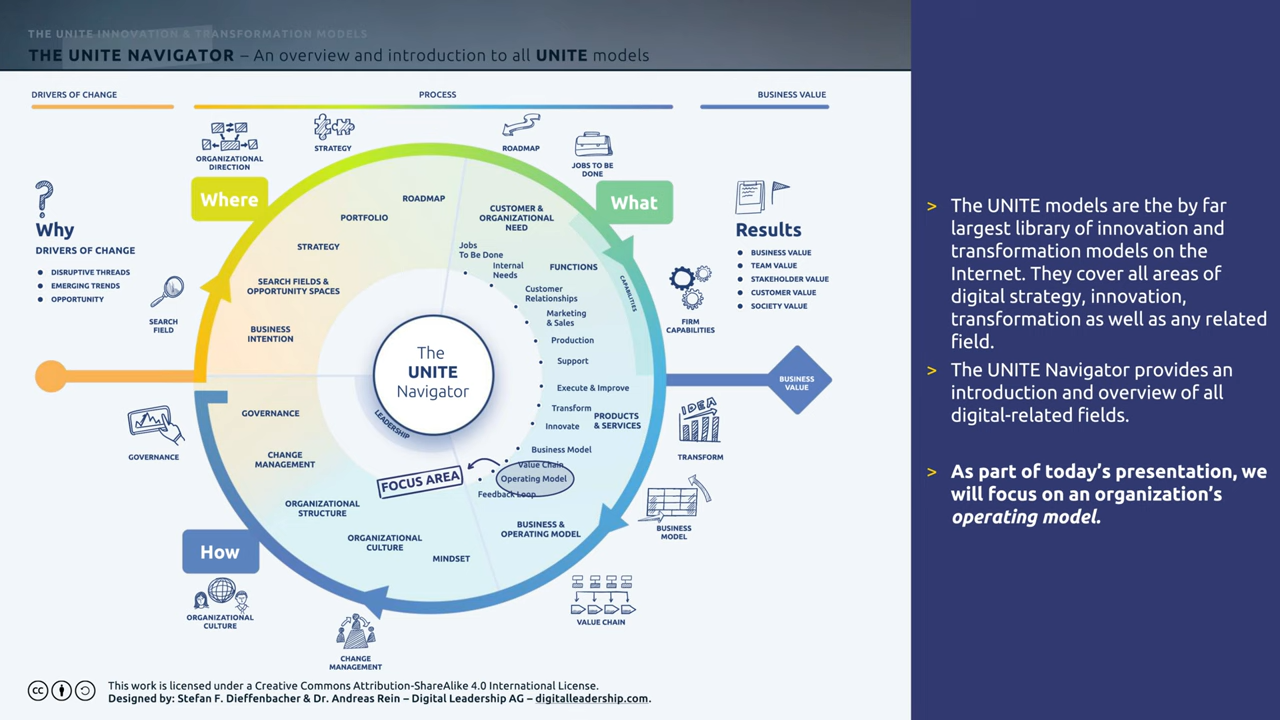 THE UNITE INNOVATION & TRANSFORMATION MODELS
THE UNITE NAVIGATOR – An overview and introduction to all UNITE models
DRIVERS OF CHANGE
PROCESS
BUSINESS VALUE
ORGANIZATIONAL
DIRECTION
STRATEGY
ROADMAP
JOBS TO BE
DONE
Where
What
Why
DRIVERS OF CHANGE
DISRUPTIVE THREADS
EMERGING TRENDS
OPPORTUNITY
SEARCH
FIELD
ROADMAP
PORTFOLIO
STRATEGY
SEARCH FIELDS &
OPPORTUNITY SPACES
BUSINESS
INTENTION
CUSTOMER &
ORGANIZATIONAL
NEED
Jobs
To Be Done
Internal
Needs
FUNCTIONS
CAPABILITIES
Customer
Relationships
Marketing
& Sales
Production
Support
Execute & Improve
Transform
PRODUCTS
& SERVICES
Innovate
Business Model
Value Chain
Operating Model
Feedback Loop
BUSINESS &
OPERATING MODEL
The
UNITE
Navigator
LEADERSHIP
FOCUS AREA
GOVERNANCE
CHANGE
MANAGEMENT
ORGANIZATIONAL
STRUCTURE
ORGANIZATIONAL
CULTURE
MINDSET
Results
BUSINESS VALUE
TEAM VALUE
STAKEHOLDER VALUE
CUSTOMER VALUE
SOCIETY VALUE
FIRM
CAPABILITIES
BUSINESS
VALUE
IDEA
TRANSFORM
BUSINESS
MODEL
VALUE CHAIN
GOVERNANCE
How
ORGANIZATIONAL
CULTURE
CHANGE
MANAGEMENT
This work is licensed under a Creative Commons Attribution-ShareAlike 4.0 International License.
Designed by: Stefan F. Dieffenbacher & Dr. Andreas Rein – Digital Leadership AG – digitalleadership.com.
> The UNITE models are the by far
largest library of innovation and
transformation models on the
Internet. They cover all areas of
digital strategy, innovation,
transformation as well as any related
field.
> The UNITE Navigator provides an
introduction and overview of all
digital-related fields.
> As part of today's presentation, we
will focus on an organization's
operating model.